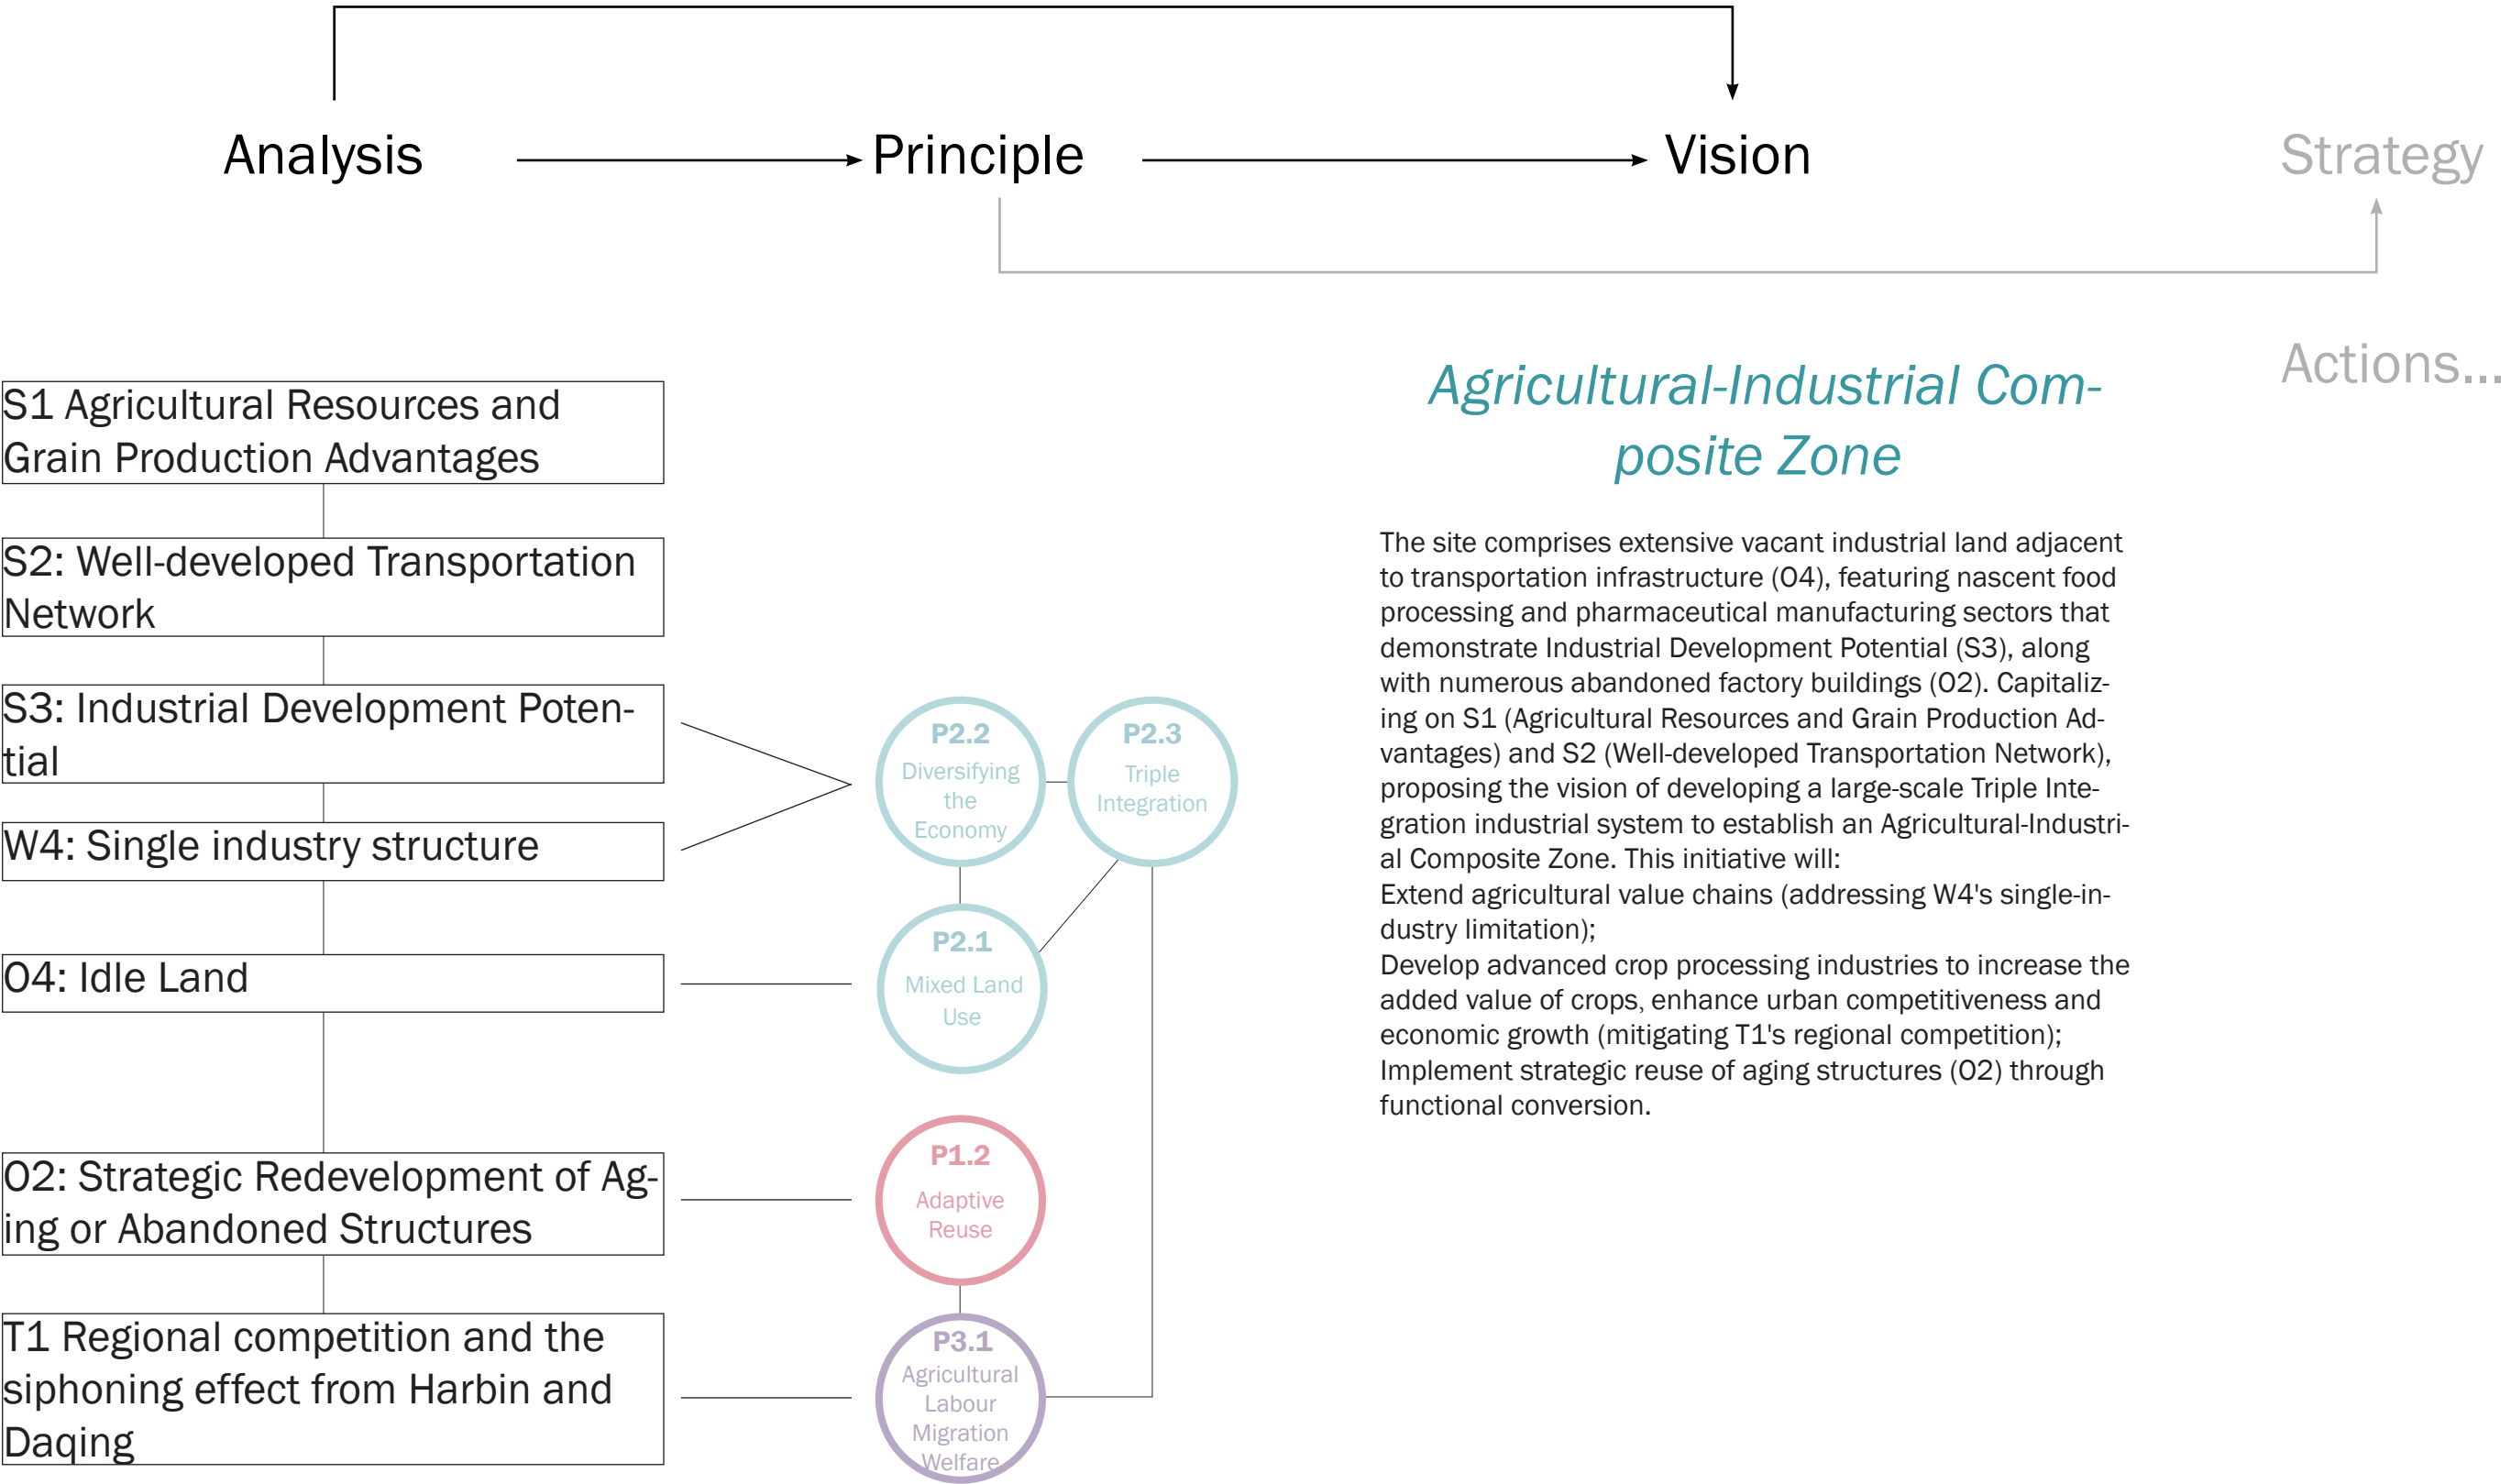 Analysis
Principle
Vision
Strategy
Actions...
S1 Agricultural Resources and
Grain Production Advantages
S2: Well-developed Transportation
Network
S3: Industrial Development Poten-
tial
W4: Single industry structure
O4: Idle Land
O2: Strategic Redevelopment of Ag-
ing or Abandoned Structures
T1 Regional competition and the
siphoning effect from Harbin and
Daqing
P2.2
Diversifying
the
Economy
P2.3
Triple
Integration
P2.1
Mixed Land
Use
P1.2
Adaptive
Reuse
P3.1
Agricultural
Labour
Migration
Welfare
Agricultural-Industrial Com-
posite Zone
The site comprises extensive vacant industrial land adjacent
to transportation infrastructure (O4), featuring nascent food
processing and pharmaceutical manufacturing sectors that
demonstrate Industrial Development Potential (S3), along
with numerous abandoned factory buildings (O2). Capitaliz-
ing on S1 (Agricultural Resources and Grain Production Ad-
vantages) and S2 (Well-developed Transportation Network),
proposing the vision of developing a large-scale Triple Inte-
gration industrial system to establish an Agricultural-Industri-
al Composite Zone. This initiative will:
Extend agricultural value chains (addressing W4's single-in-
dustry limitation);
Develop advanced crop processing industries to increase the
added value of crops, enhance urban competitiveness and
economic growth (mitigating T1's regional competition);
Implement strategic reuse of aging structures (O2) through
functional conversion.